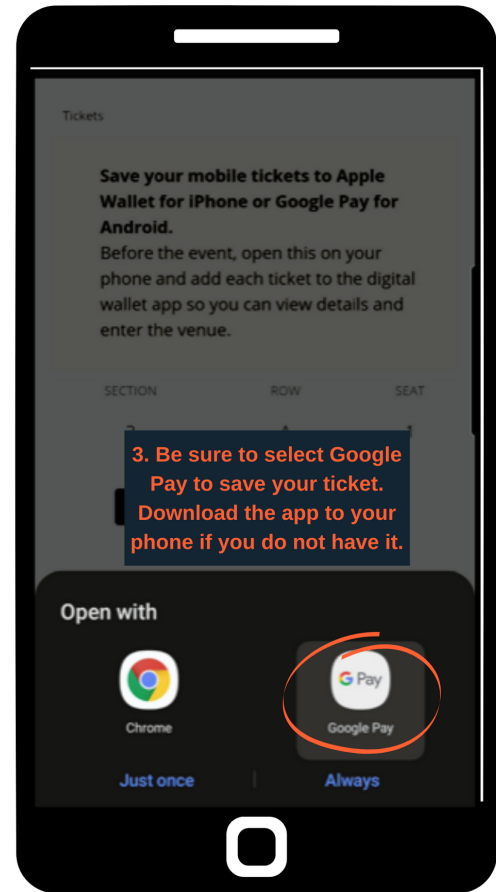 Tickets
Save your mobile tickets to Apple
Wallet for iPhone or Google Pay for
Android.
Before the event, open this on your
phone and add each ticket to the digital
wallet app so you can view details and
enter the venue.
SECTION ROW SEAT
3. Be sure to select Google
Pay to save your ticket.
Download the app to your
phone if you do not have it.
Open with
G Pay
Chrome Google Pay
Just once Always